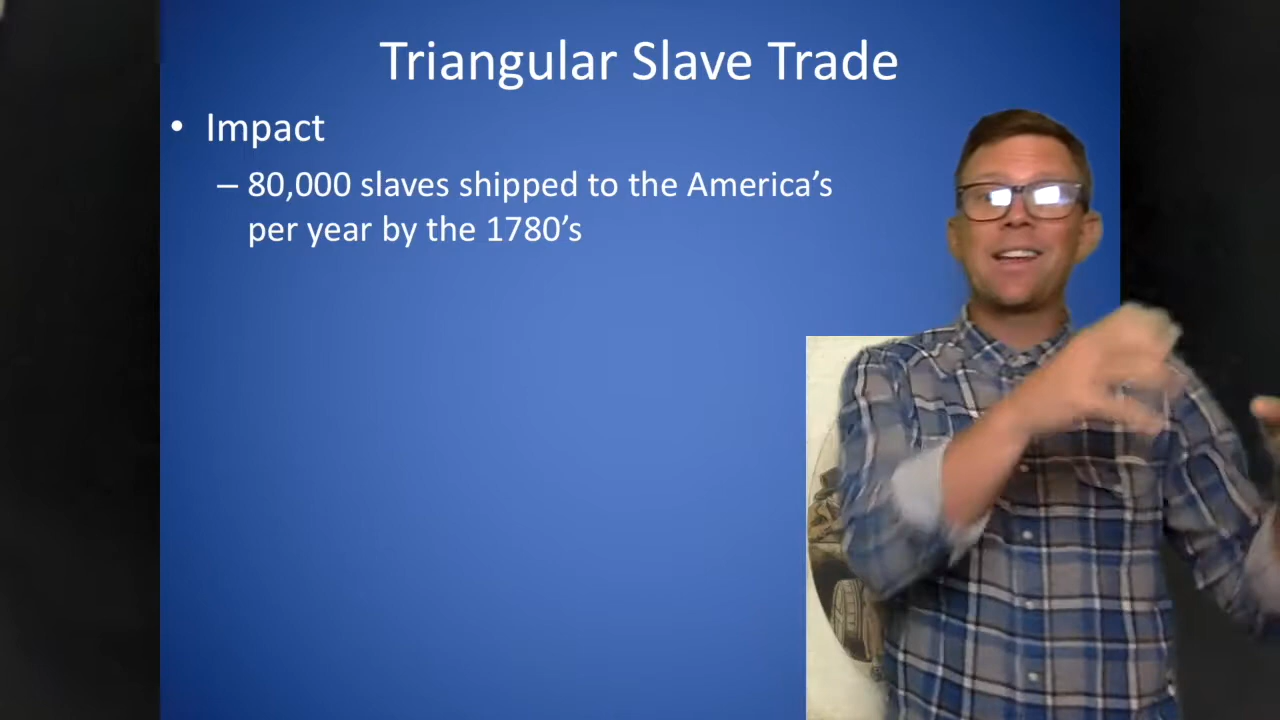 Triangular Slave Trade
• Impact
– 80,000 slaves shipped to the America’s
per year by the 1780’s